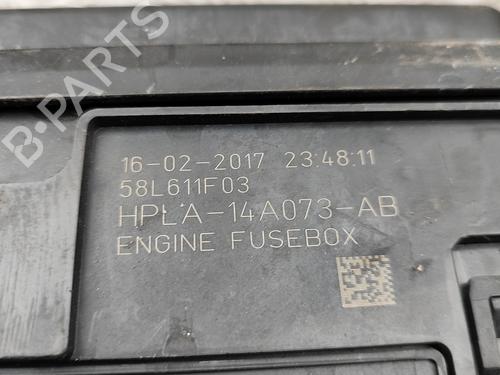 B-PARTS
16-02-2017 23:48:11
58L611F03
HPLA-14A073-AB
ENGINE FUSEBOX